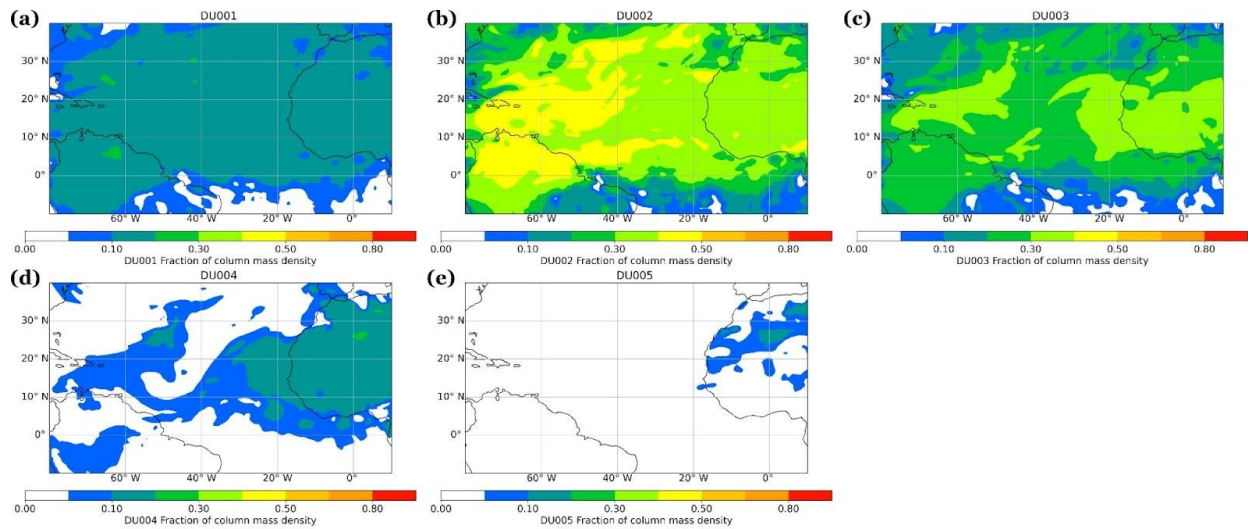 (a)
DU001
30° N
20° N
10° N
0°
60° W 40° W 20° W 0°
0.00 0.10 0.30 0.50 0.80
DU001 Fraction of column mass density
(b)
DU002
30° N
20° N
10° N
0°
60° W 40° W 20° W 0°
0.00 0.10 0.30 0.50 0.80
DU002 Fraction of column mass density
(c)
DU003
30° N
20° N
10° N
0°
60° W 40° W 20° W 0°
0.00 0.10 0.30 0.50 0.80
DU003 Fraction of column mass density
(d)
DU004
30° N
20° N
10° N
0°
60° W 40° W 20° W 0°
0.00 0.10 0.30 0.50 0.80
DU004 Fraction of column mass density
(e)
DU005
30° N
20° N
10° N
0°
60° W 40° W 20° W 0°
0.00 0.10 0.30 0.50 0.80
DU005 Fraction of column mass density